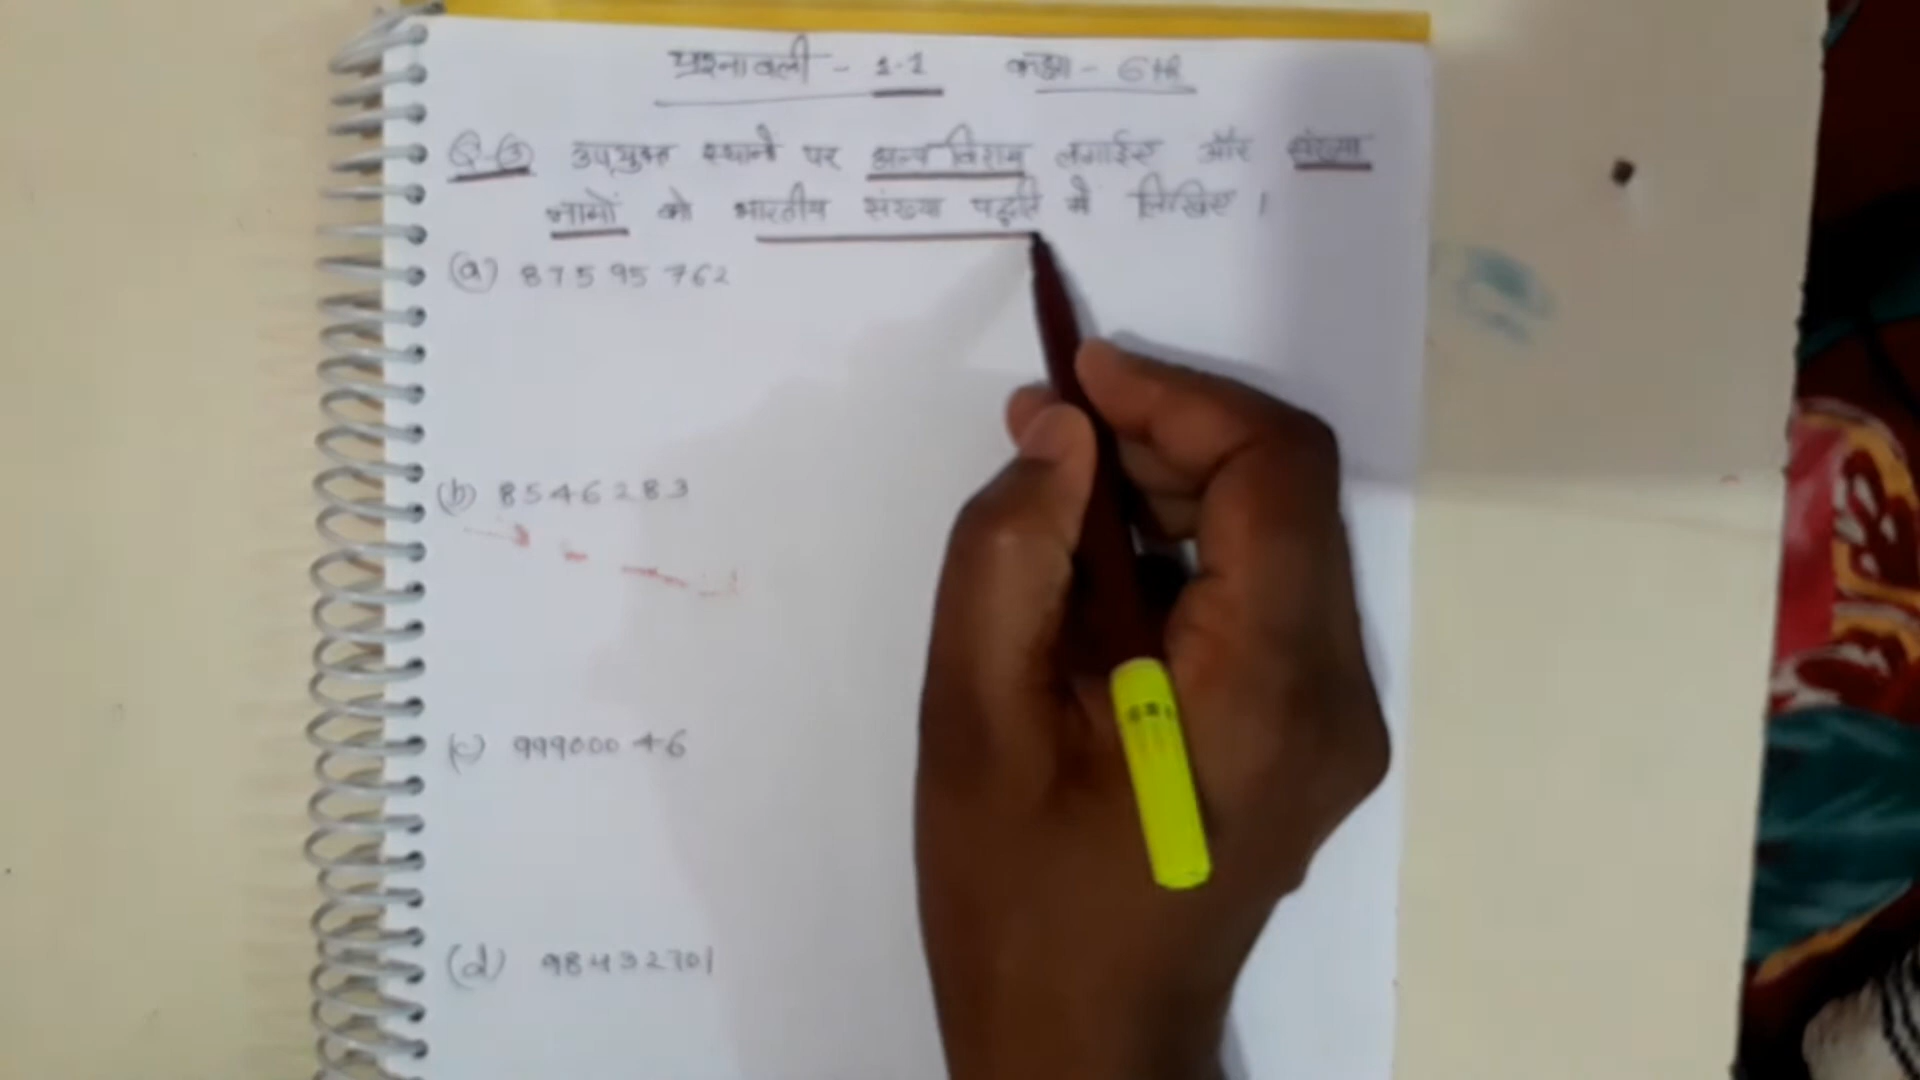 प्रश्नावली - 1.1 कक्षा - 6th
Q-③ उपयुक्त स्थानों पर अल्प विराम लगाईए और संख्या
नामों को भारतीय संख्या पद्धति में लिखिए ।
(a) 87595762
(b) 8546283
(c) 99900046
(d) 98432701